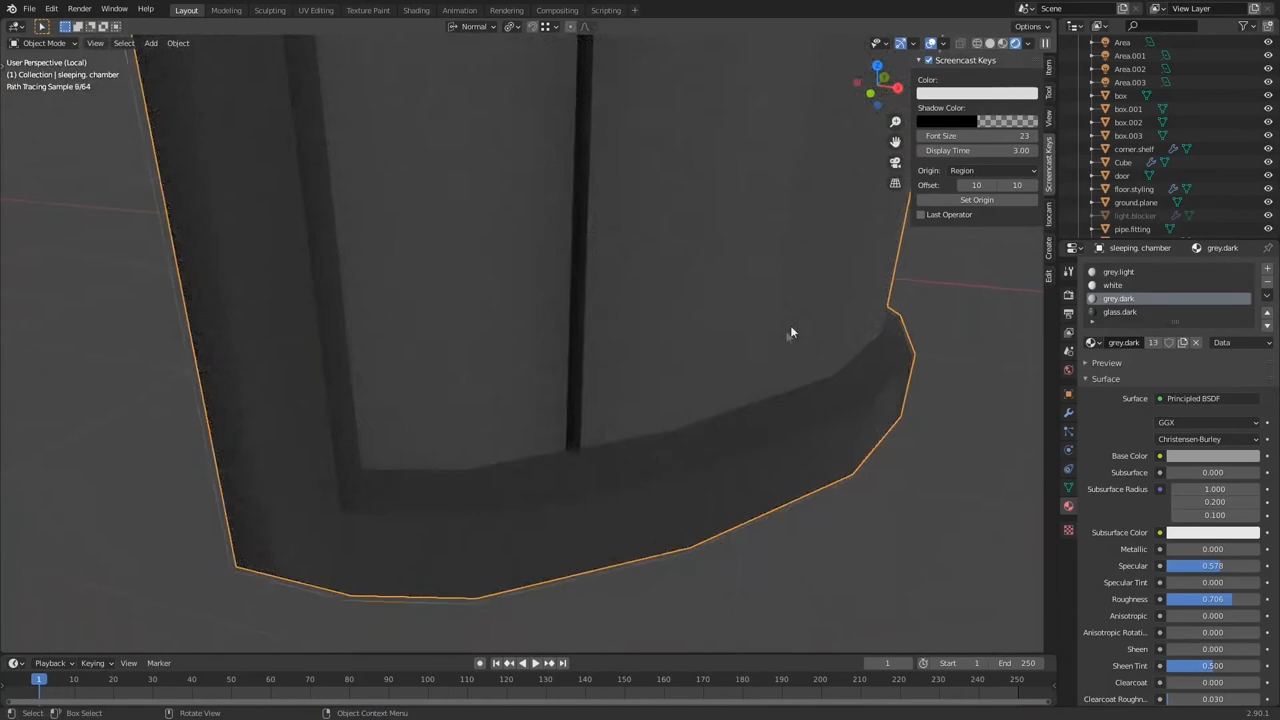 File Edit Render Window Help
Layout Modeling Sculpting UV Editing Texture Paint Shading Animation Rendering Compositing Scripting +
Scene
View Layer
Normal
Options
Object Mode View Select Add Object
User Perspective (Local)
(1) Collection | sleeping. chamber
Path Tracing Sample 9/64
Screencast Keys
Color:
Shadow Color:
Font Size 23
Display Time 3.00
Origin: Region
Offset: 10 10
Set Origin
Last Operator
Item
Tool
View
Screencast Keys
Isocam
Create
Edit
Area
Area.001
Area.002
Area.003
box
box.001
box.002
box.003
corner.shelf
Cube
door
floor.styling
ground.plane
light.blocker
pipe.fitting
sleeping. chamber grey.dark
grey.light
white
grey.dark
glass.dark
grey.dark 13 Data
Preview
Surface
Surface Principled BSDF
GGX
Christensen-Burley
Base Color
Subsurface 0.000
Subsurface Radius 1.000
0.200
0.100
Subsurface Color
Metallic 0.000
Specular 0.578
Specular Tint 0.000
Roughness 0.706
Anisotropic 0.000
Anisotropic Rotati... 0.000
Sheen 0.000
Sheen Tint 0.500
Clearcoat 0.000
Clearcoat Roughn... 0.030
Playback Keying View Marker
1
Start 1 End 250
1 10 20 30 40 50 60 70 80 90 100 110 120 130 140 150 160 170 180 190 200 210 220 230 240 250
Select Box Select Rotate View Object Context Menu
2.90.1